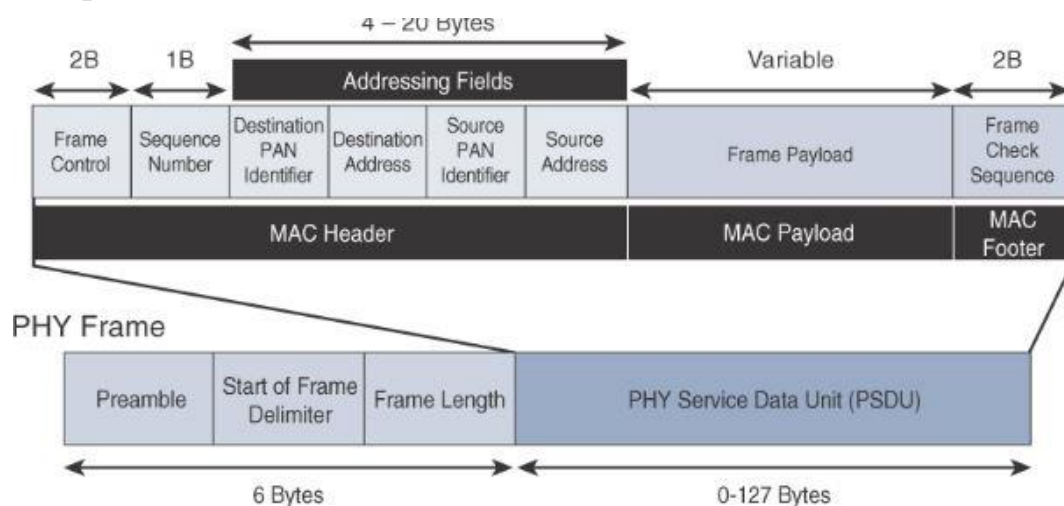 4 – 20 Bytes
2B
1B
Addressing Fields
Variable
2B
Frame
Control
Sequence
Number
Destination
PAN
Identifier
Destination
Address
Source
PAN
Identifier
Source
Address
Frame Payload
Frame
Check
Sequence
MAC Header
MAC Payload
MAC
Footer
PHY Frame
Preamble
Start of Frame
Delimiter
Frame Length
PHY Service Data Unit (PSDU)
6 Bytes
0-127 Bytes